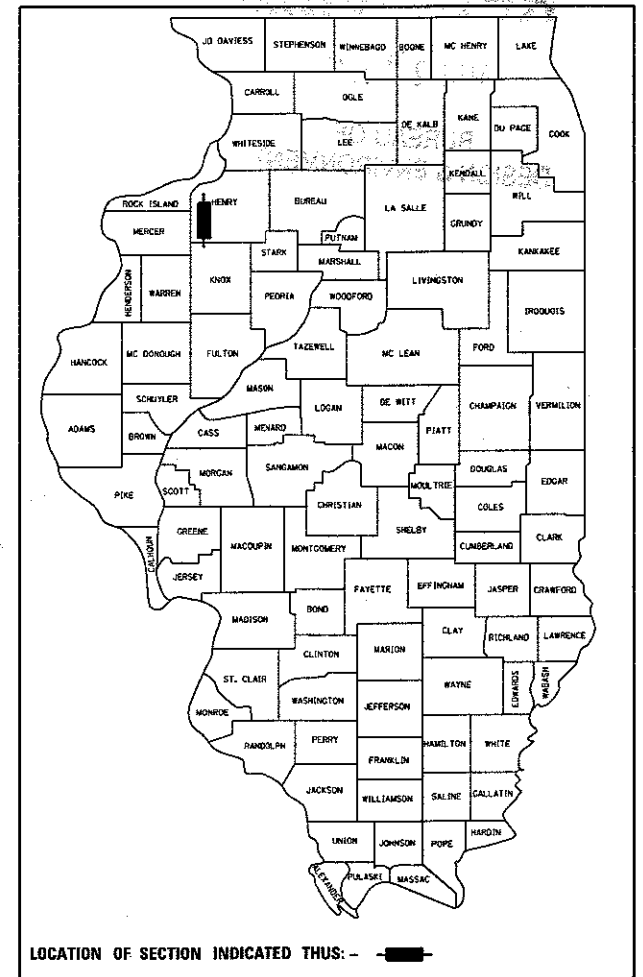 JO DAVIESS STEPHENSON WINNEBAGO BOONE MC HENRY LAKE
CARROLL OGLE DE KALB KANE DU PAGE COOK
WHITESIDE LEE KENDALL WILL
ROCK ISLAND HENRY BUREAU LA SALLE GRUNDY
MERCER PUTNAM KANKAKEE
STARK MARSHALL LIVINGSTON
HENDERSON WARREN KNOX PEORIA WOODFORD IROQUOIS
HANCOCK MC DONOUGH FULTON TAZEWELL MC LEAN FORD
SCHUYLER MASON LOGAN DE WITT CHAMPAIGN VERMILION
ADAMS BROWN CASS MENARD MACON PIATT
PIKE SCOTT MORGAN SANGAMON CHRISTIAN MOULTRIE DOUGLAS EDGAR
COLES
CALHOUN GREENE MACOUPIN MONTGOMERY SHELBY CUMBERLAND CLARK
JERSEY FAYETTE EFFINGHAM JASPER CRAWFORD
MADISON BOND CLAY RICHLAND LAWRENCE
CLINTON MARION
ST. CLAIR WASHINGTON WAYNE EDWARDS WABASH
MONROE JEFFERSON
RANDOLPH PERRY HAMILTON WHITE
FRANKLIN
JACKSON WILLIAMSON SALINE GALLATIN
UNION JOHNSON POPE HARDIN
ALEXANDER PULASKI MASSAC
LOCATION OF SECTION INDICATED THUS: -